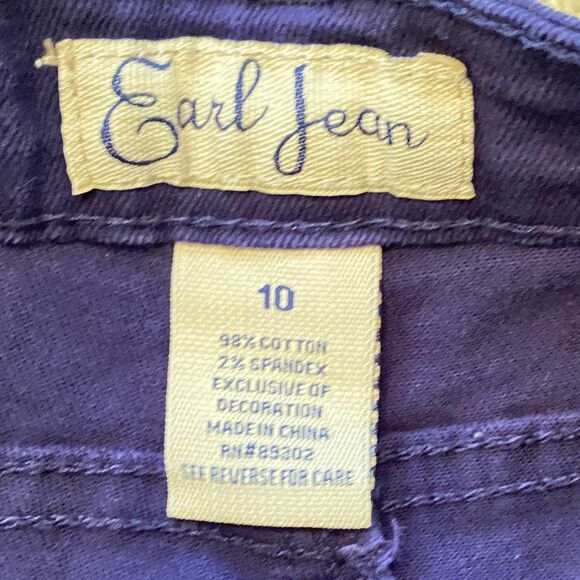 Earl Jean
10
98% COTTON
2% SPANDEX
EXCLUSIVE OF
DECORATION
MADE IN CHINA
RN#89302
SEE REVERSE FOR CARE